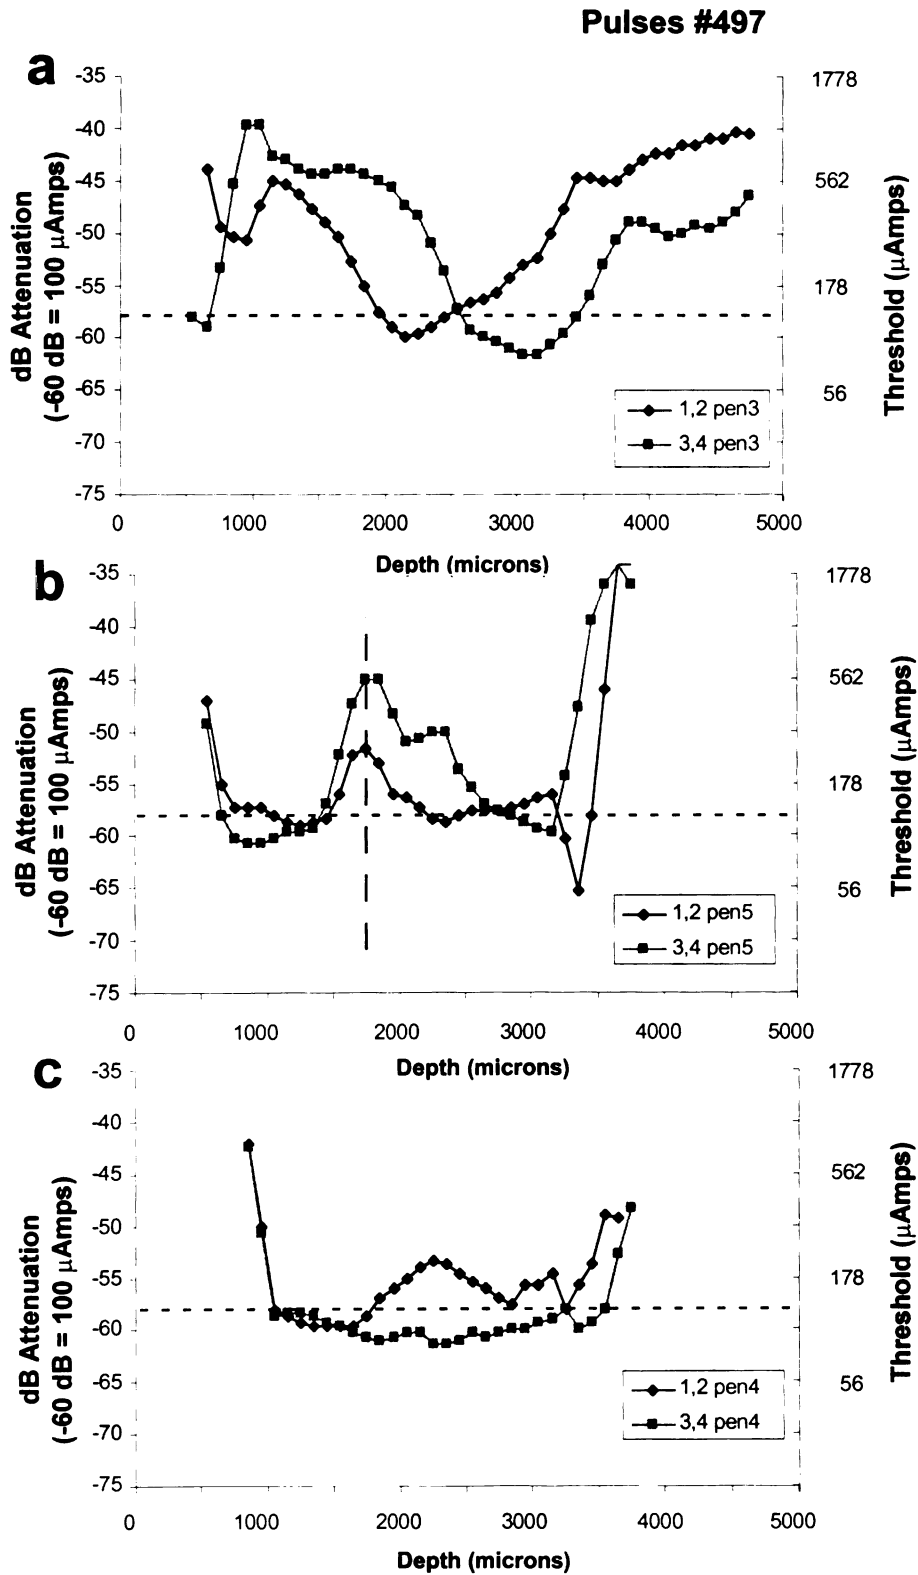 Pulses #497
a
dB Attenuation
(-60 dB = 100 µAmps)
-35
-40
-45
-50
-55
-60
-65
-70
-75
1778
562
178
56
Threshold (µAmps)
1,2 pen3
3,4 pen3
0 1000 2000 3000 4000 5000
Depth (microns)
b
dB Attenuation
(-60 dB = 100 µAmps)
-35
-40
-45
-50
-55
-60
-65
-70
-75
1778
562
178
56
Threshold (µAmps)
1,2 pen5
3,4 pen5
0 1000 2000 3000 4000 5000
Depth (microns)
c
dB Attenuation
(-60 dB = 100 µAmps)
-35
-40
-45
-50
-55
-60
-65
-70
-75
1778
562
178
56
Threshold (µAmps)
1,2 pen4
3,4 pen4
0 1000 2000 3000 4000 5000
Depth (microns)